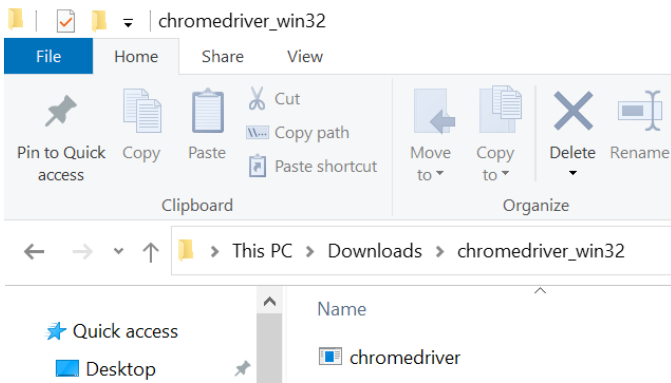 chromedriver_win32
File Home Share View
Pin to Quick access
Copy
Paste
Cut
Copy path
Paste shortcut
Move to
Copy to
Delete
Rename
Clipboard
Organize
This PC > Downloads > chromedriver_win32
Quick access
Desktop
Name
chromedriver